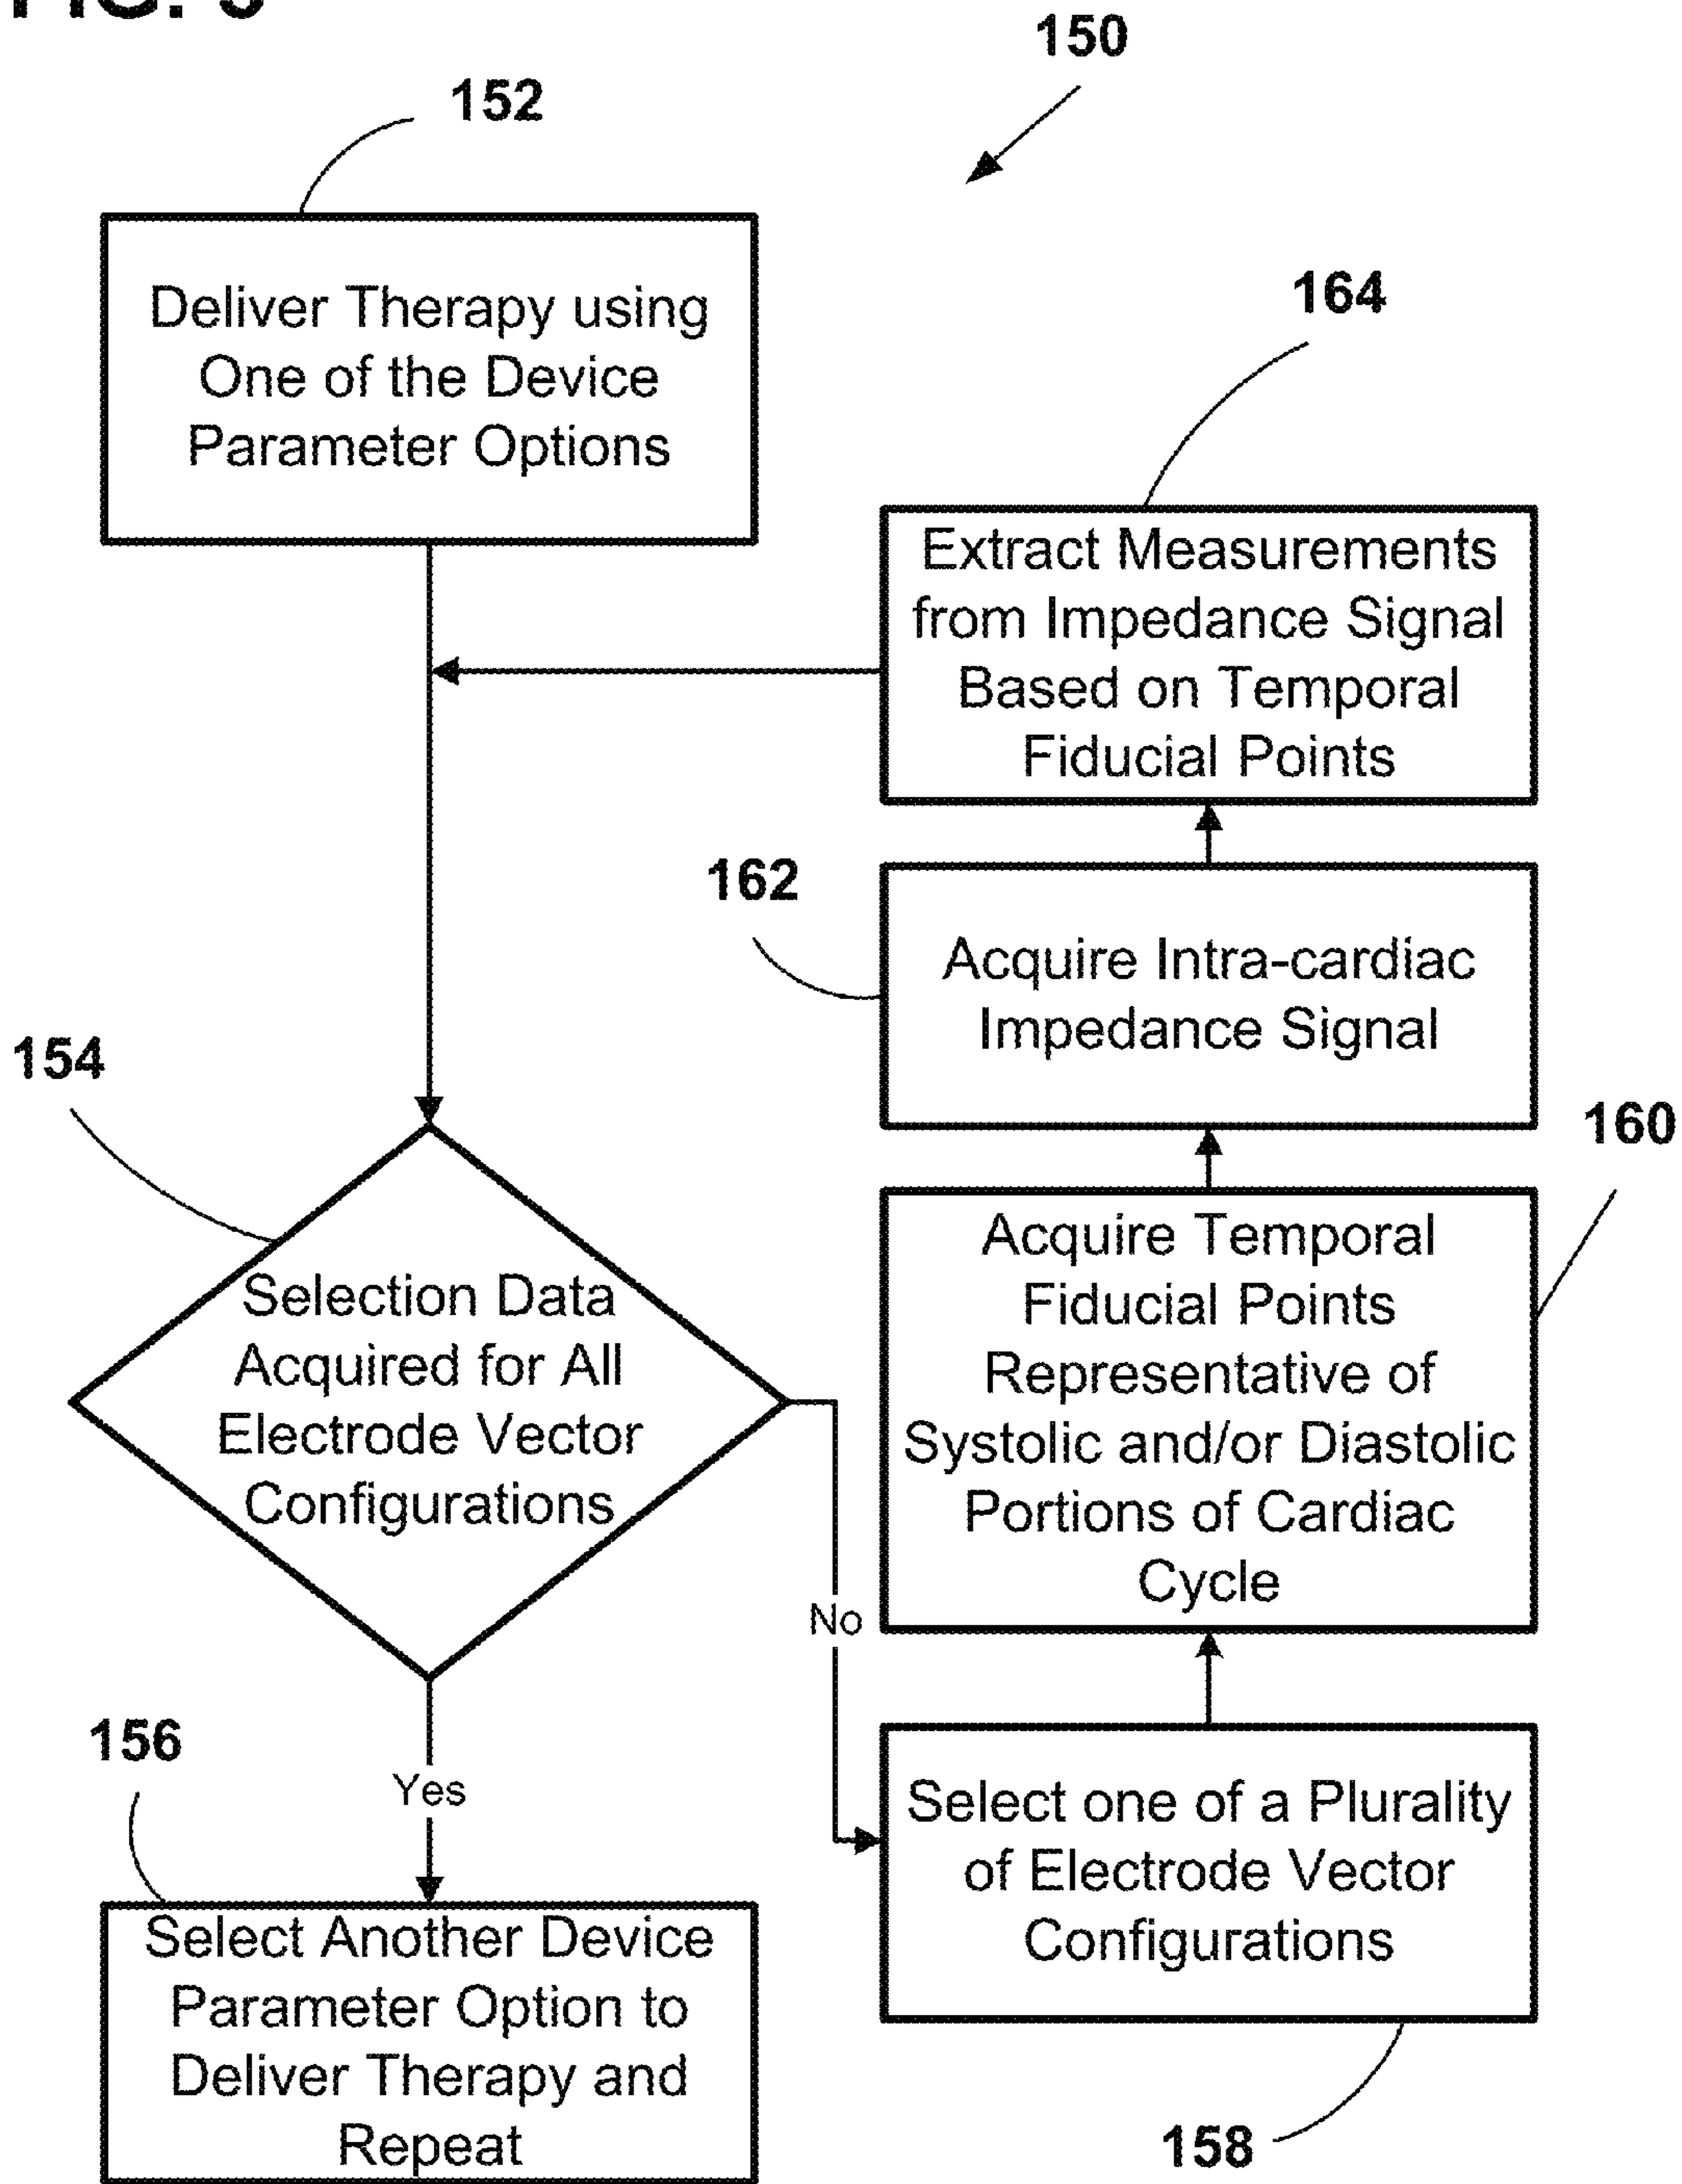 150
152
Deliver Therapy using
One of the Device
Parameter Options
164
Extract Measurements
from Impedance Signal
Based on Temporal
Fiducial Points
162
Acquire Intra-cardiac
Impedance Signal
154
Selection Data
Acquired for All
Electrode Vector
Configurations
160
Acquire Temporal
Fiducial Points
Representative of
Systolic and/or Diastolic
Portions of Cardiac
Cycle
No
Yes
156
Select Another Device
Parameter Option to
Deliver Therapy and
Repeat
Select one of a Plurality
of Electrode Vector
Configurations
158